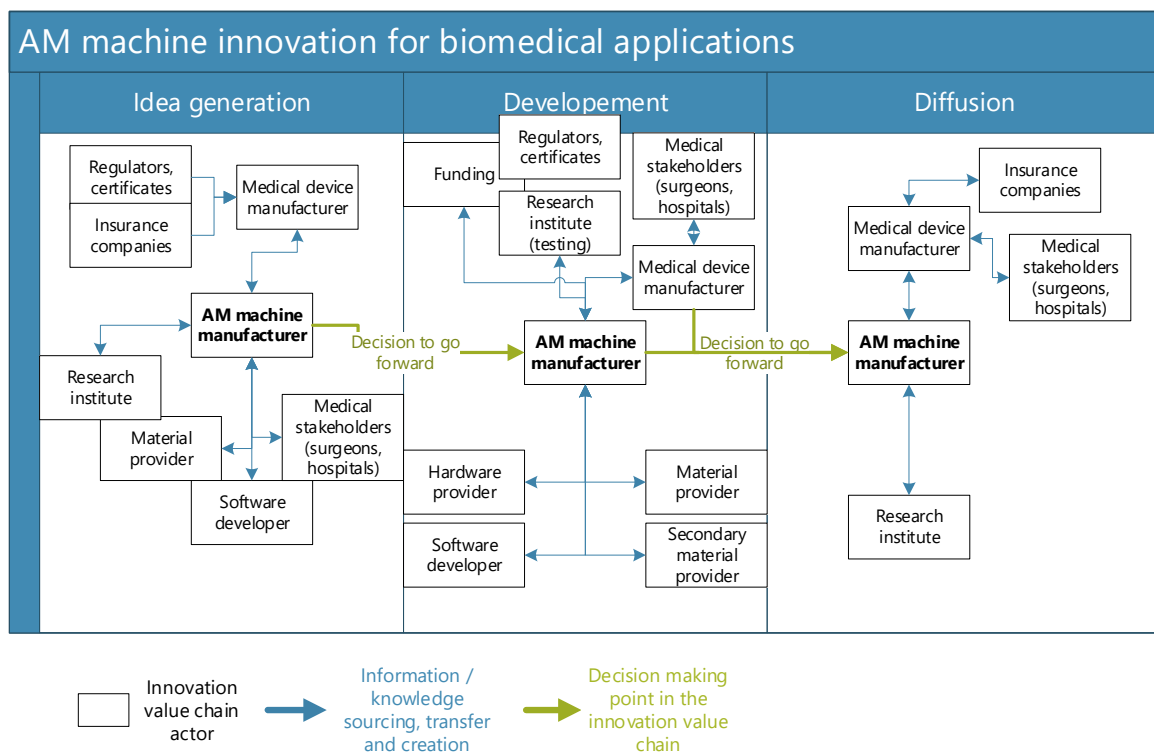 AM machine innovation for biomedical applications
Idea generation
Developement
Diffusion
Regulators,
certificates
Insurance
companies
Medical device
manufacturer
AM machine
manufacturer
Research
institute
Material
provider
Software
developer
Medical
stakeholders
(surgeons,
hospitals)
Decision to go
forward
Funding
Regulators,
certificates
Research
institute
(testing)
Medical
stakeholders
(surgeons,
hospitals)
Medical device
manufacturer
AM machine
manufacturer
Hardware
provider
Material
provider
Software
developer
Secondary
material
provider
Decision to go
forward
Insurance
companies
Medical device
manufacturer
Medical
stakeholders
(surgeons,
hospitals)
AM machine
manufacturer
Research
institute
Innovation
value chain
actor
Information /
knowledge
sourcing, transfer
and creation
Decision making
point in the
innovation value
chain